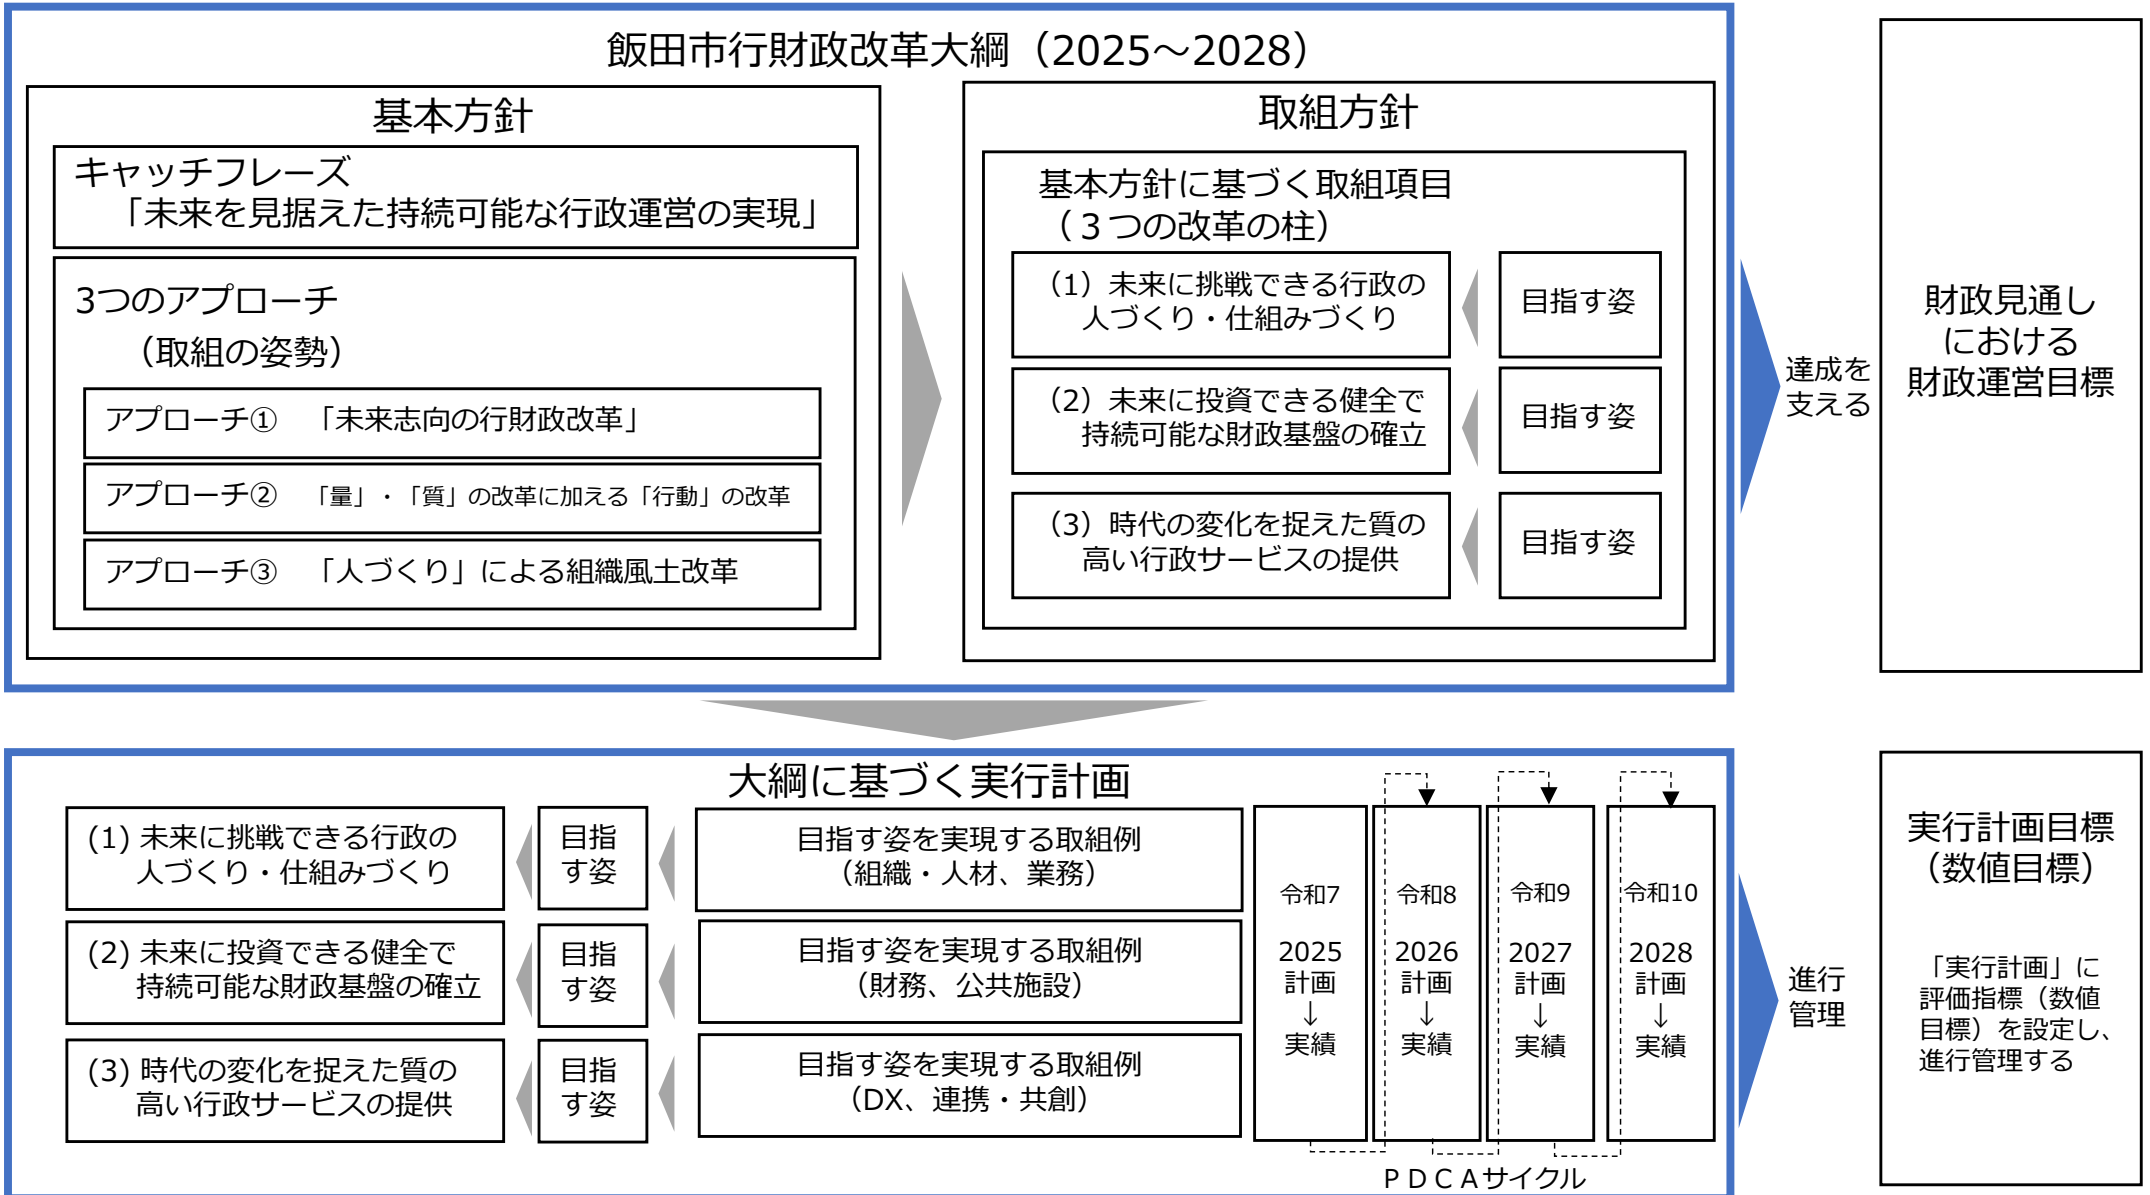 飯田市行財政改革大綱（2025～2028）
基本方針
キャッチフレーズ
「未来を見据えた持続可能な行政運営の実現」
3つのアプローチ
（取組の姿勢）
アプローチ①　「未来志向の行財政改革」
アプローチ②　「量」・「質」の改革に加える「行動」の改革
アプローチ③　「人づくり」による組織風土改革
取組方針
基本方針に基づく取組項目
（３つの改革の柱）
（1）未来に挑戦できる行政の
人づくり・仕組みづくり
目指す姿
（2）未来に投資できる健全で
持続可能な財政基盤の確立
目指す姿
（3）時代の変化を捉えた質の
高い行政サービスの提供
目指す姿
達成を
支える
財政見通し
における
財政運営目標
大綱に基づく実行計画
(1) 未来に挑戦できる行政の
人づくり・仕組みづくり
目指
す姿
目指す姿を実現する取組例
（組織・人材、業務）
(2) 未来に投資できる健全で
持続可能な財政基盤の確立
目指
す姿
目指す姿を実現する取組例
（財務、公共施設）
(3) 時代の変化を捉えた質の
高い行政サービスの提供
目指
す姿
目指す姿を実現する取組例
（DX、連携・共創）
令和7
2025
計画
↓
実績
令和8
2026
計画
↓
実績
令和9
2027
計画
↓
実績
令和10
2028
計画
↓
実績
ＰＤＣＡサイクル
進行
管理
実行計画目標
（数値目標）
「実行計画」に
評価指標（数値
目標）を設定し、
進行管理する